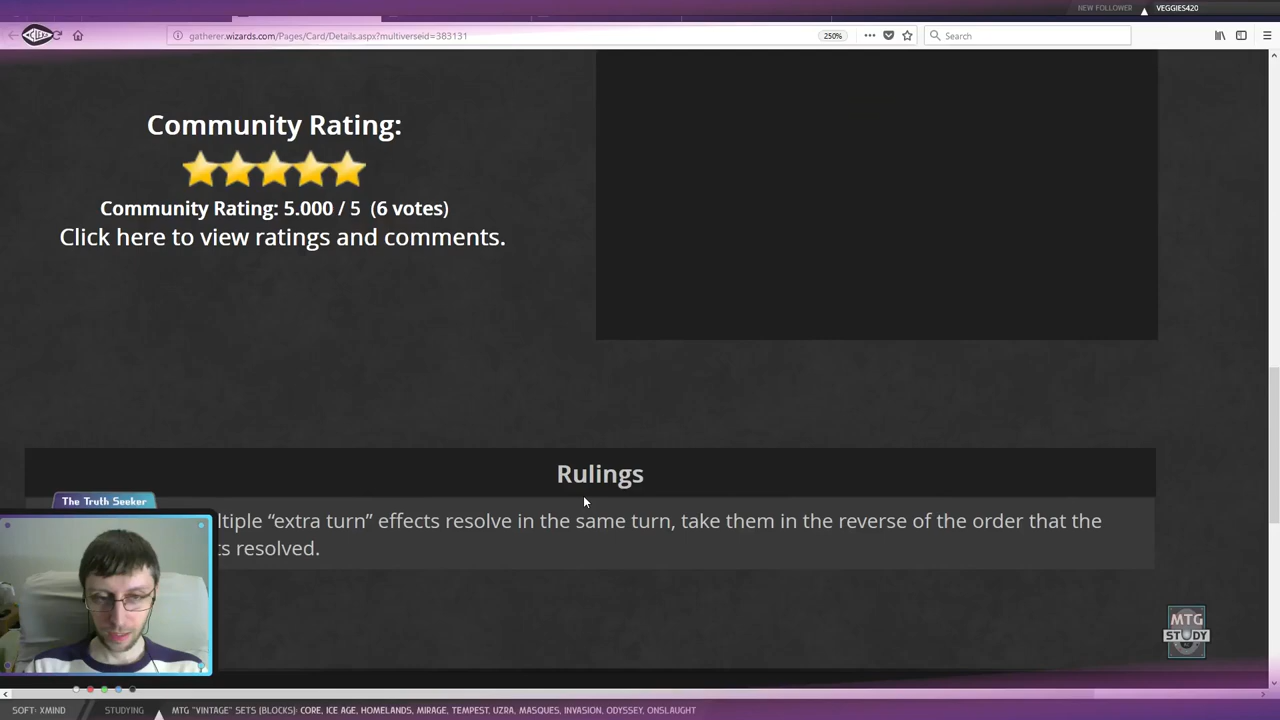 NEW FOLLOWER
VEGGIES420
gatherer.wizards.com/Pages/Card/Details.aspx?multiverseid=383131
250%
Search
Community Rating:
Community Rating: 5.000 / 5 (6 votes)
Click here to view ratings and comments.
Rulings
The Truth Seeker
ltiple “extra turn” effects resolve in the same turn, take them in the reverse of the order that the
ts resolved.
MTG
STUDY
SOFT: XMIND
STUDYING
MTG "VINTAGE" SETS (BLOCKS): CORE, ICE AGE, HOMELANDS, MIRAGE, TEMPEST, UZRA, MASQUES, INVASION, ODYSSEY, ONSLAUGHT